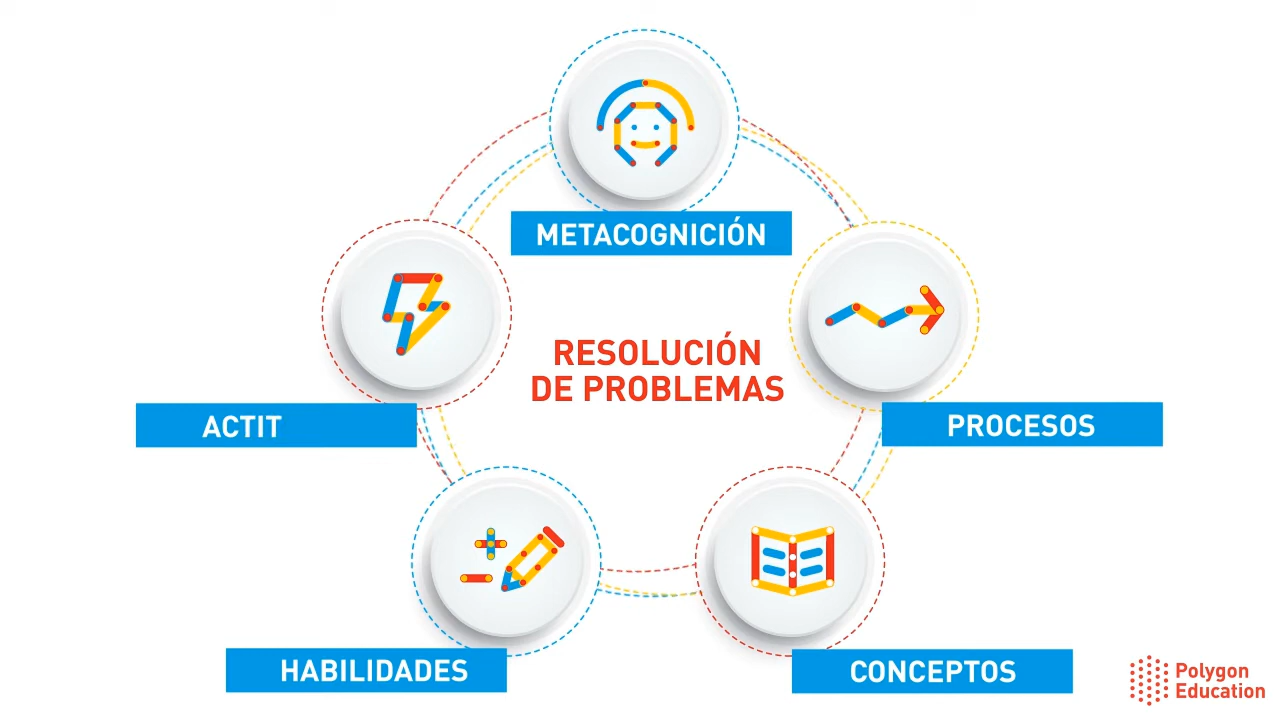 METACOGNICIÓN
RESOLUCIÓN
DE PROBLEMAS
ACTIT
PROCESOS
HABILIDADES
CONCEPTOS
Polygon
Education